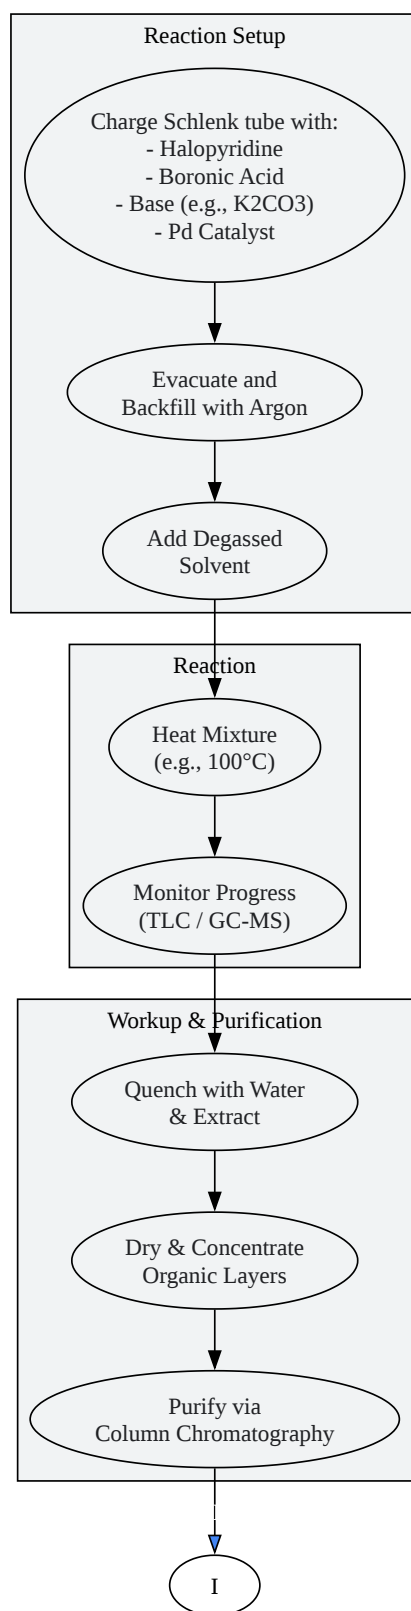 Reaction Setup
Charge Schlenk tube with:
- Halopyridine
- Boronic Acid
- Base (e.g., K2CO3)
- Pd Catalyst
Evacuate and
Backfill with Argon
Add Degassed
Solvent
Reaction
Heat Mixture
(e.g., 100°C)
Monitor Progress
(TLC / GC-MS)
Workup & Purification
Quench with Water
& Extract
Dry & Concentrate
Organic Layers
Purify via
Column Chromatography
I